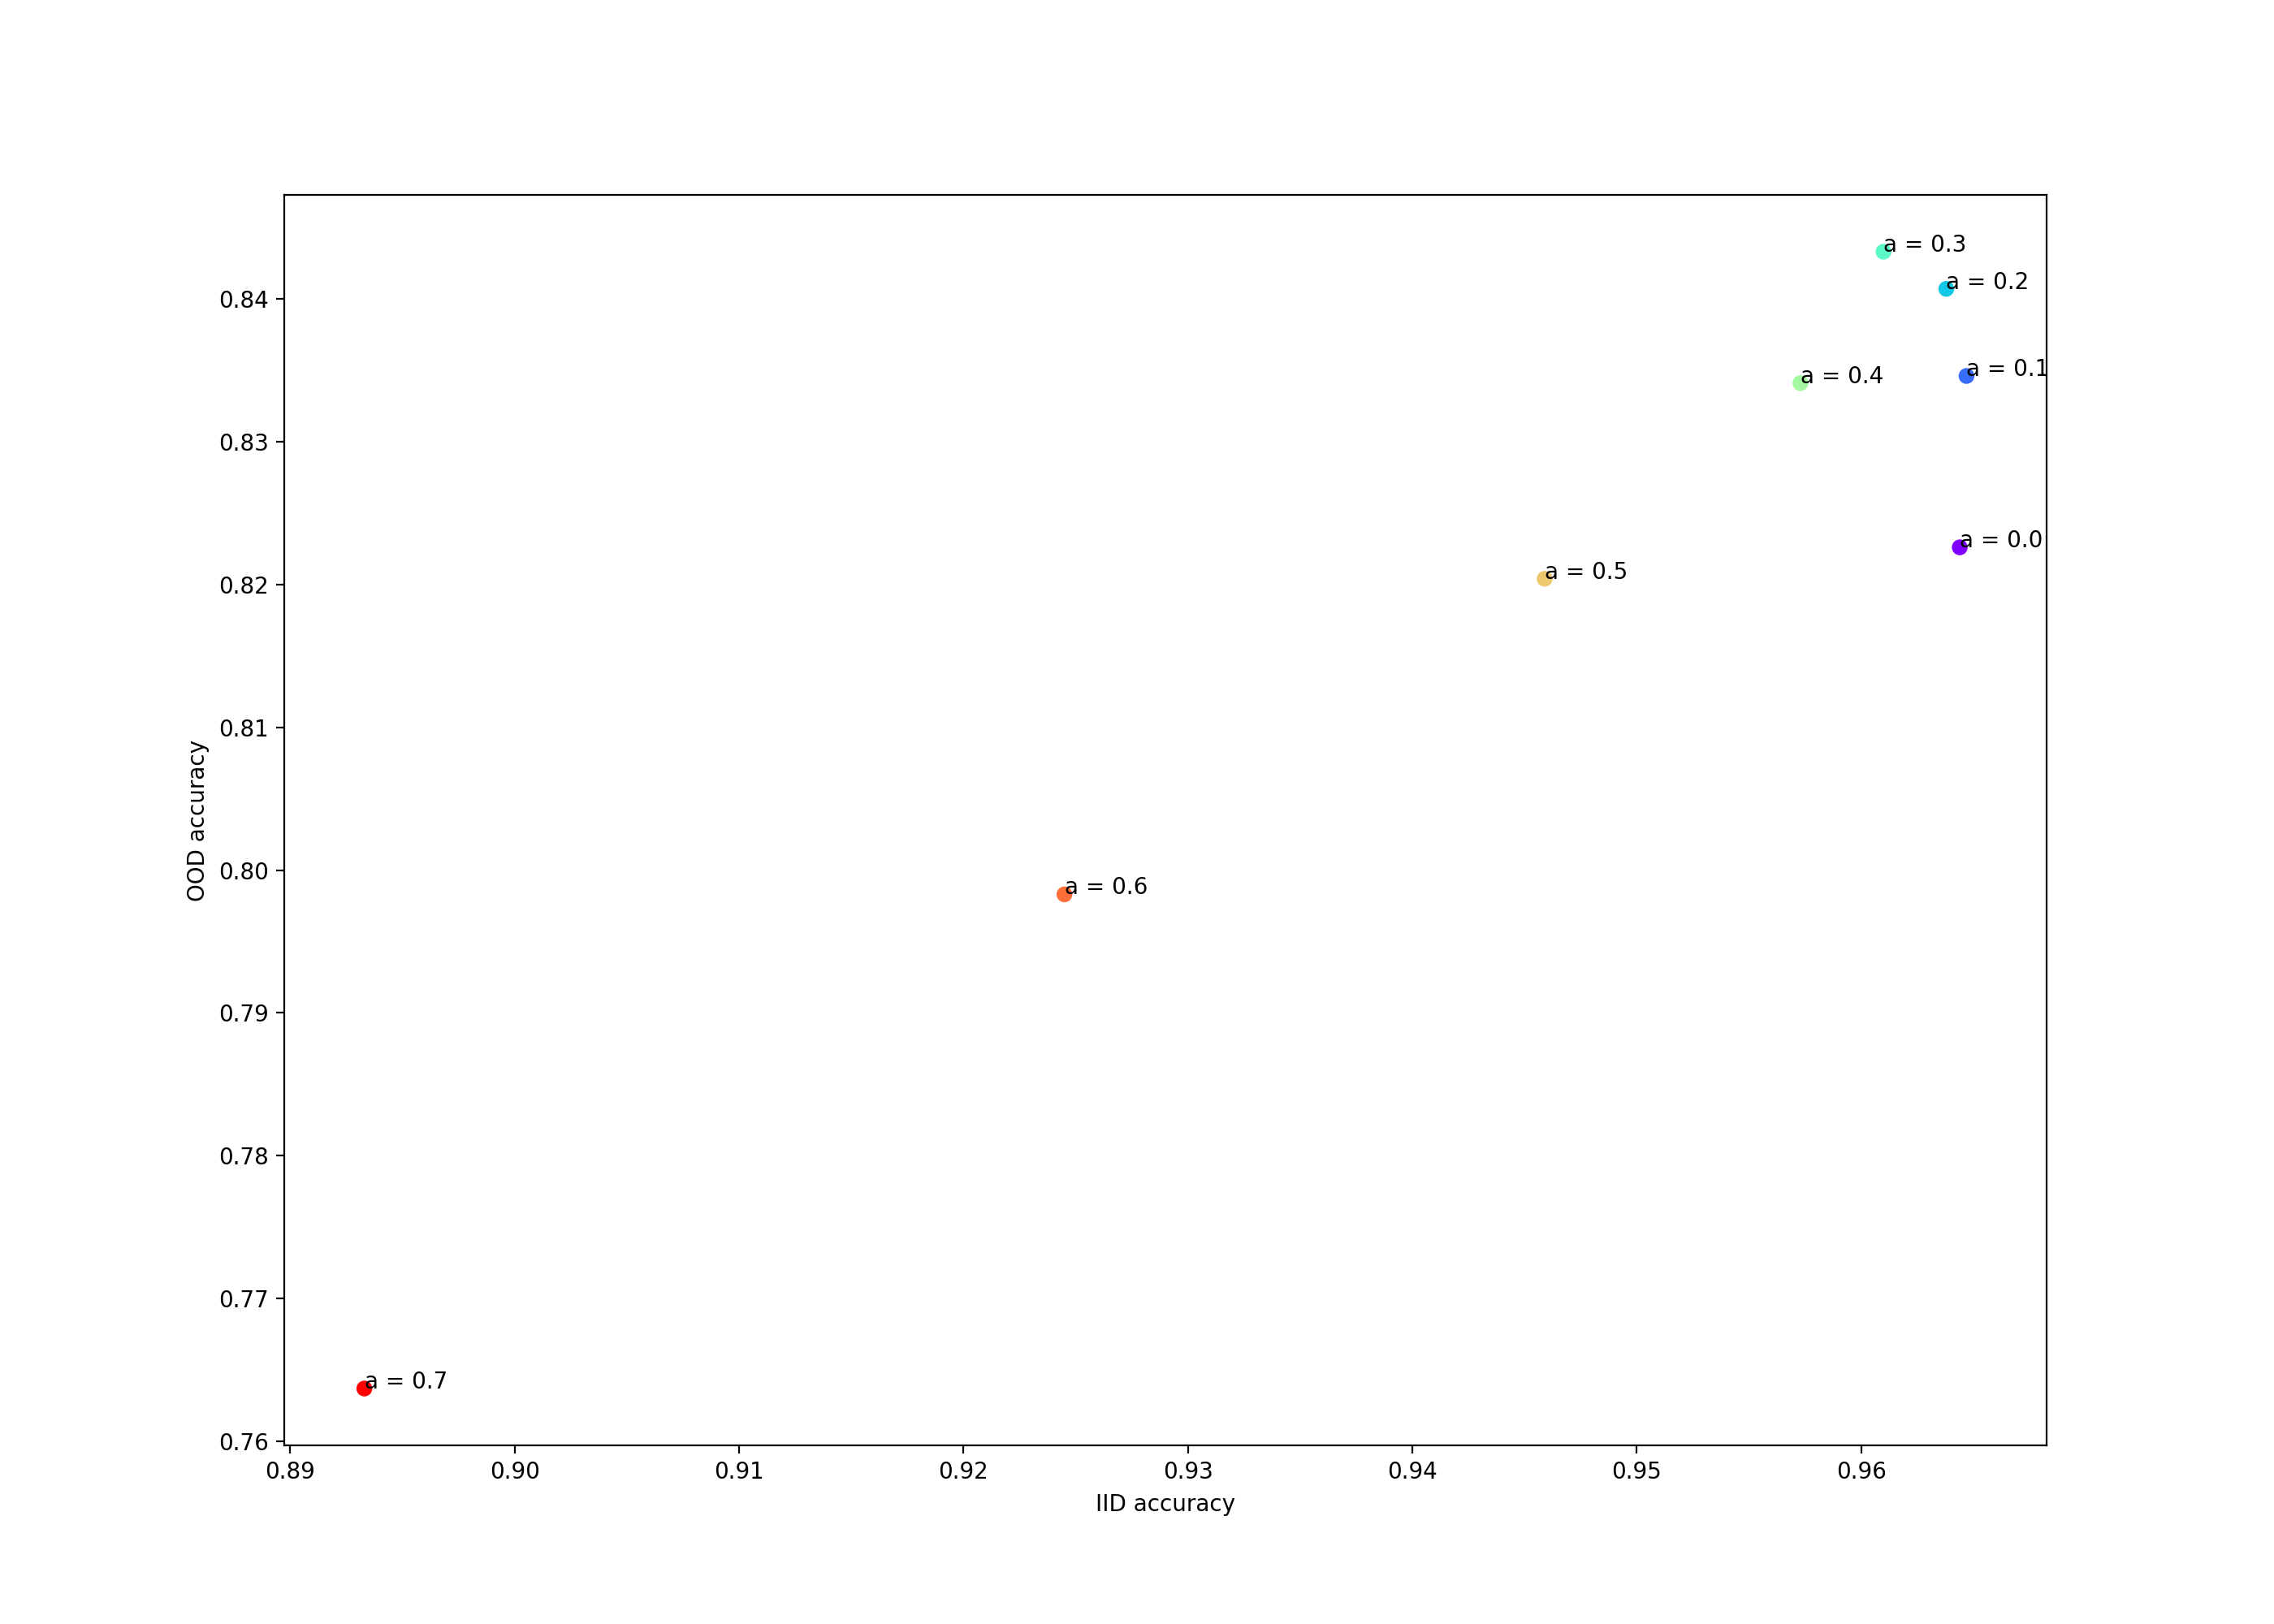 a = 0.3
a = 0.2
0.84
a = 0.1
a = 0.4
0.83
a = 0.0
a = 0.5
0.82
0.81
OOD accuracy
a = 0.6
0.80
0.79
0.78
0.77
a = 0.7
0.76
0.89 0.90 0.91 0.92 0.93 0.94 0.95 0.96
IID accuracy